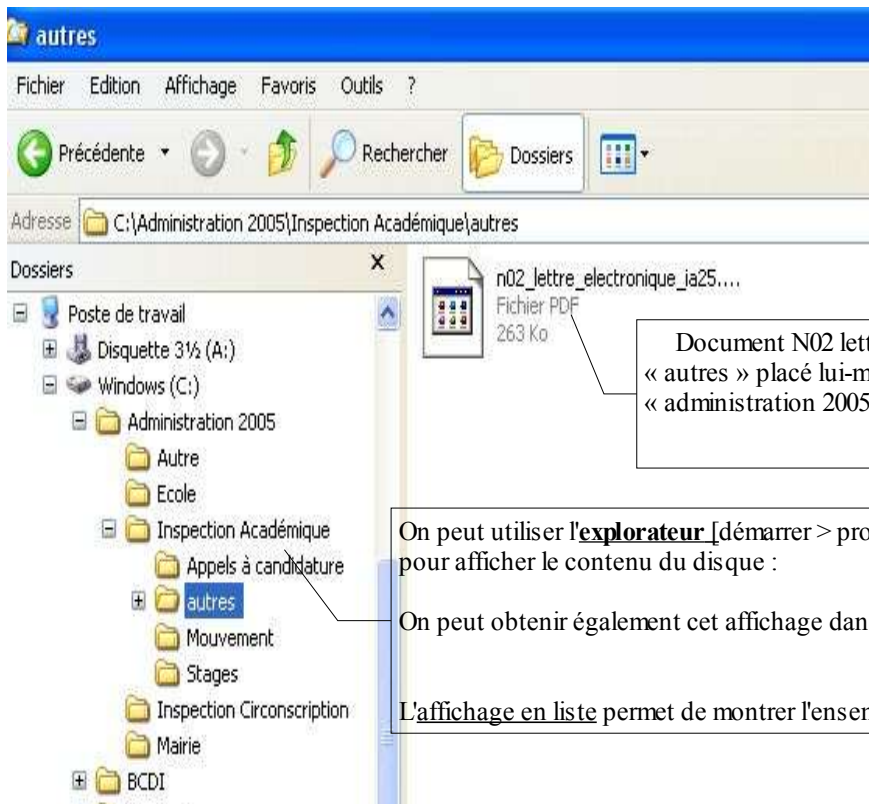 autres
Fichier Edition Affichage Favoris Outils ?
Précédente Rechercher Dossiers
Adresse C:\Administration 2005\Inspection Académique\autres
Dossiers X
Poste de travail
Disquette 3½ (A:)
Windows (C:)
Administration 2005
Autre
Ecole
Inspection Académique
Appels à candidature
autres
Mouvement
Stages
Inspection Circonscription
Mairie
BCDI
n02_lettre_electronique_ia25....
Fichier PDF
263 Ko
Document N02 lett
« autres » placé lui-m
« administration 2005
On peut utiliser l'explorateur [démarrer > pro
pour afficher le contenu du disque :
On peut obtenir également cet affichage dan
L'affichage en liste permet de montrer l'ensem